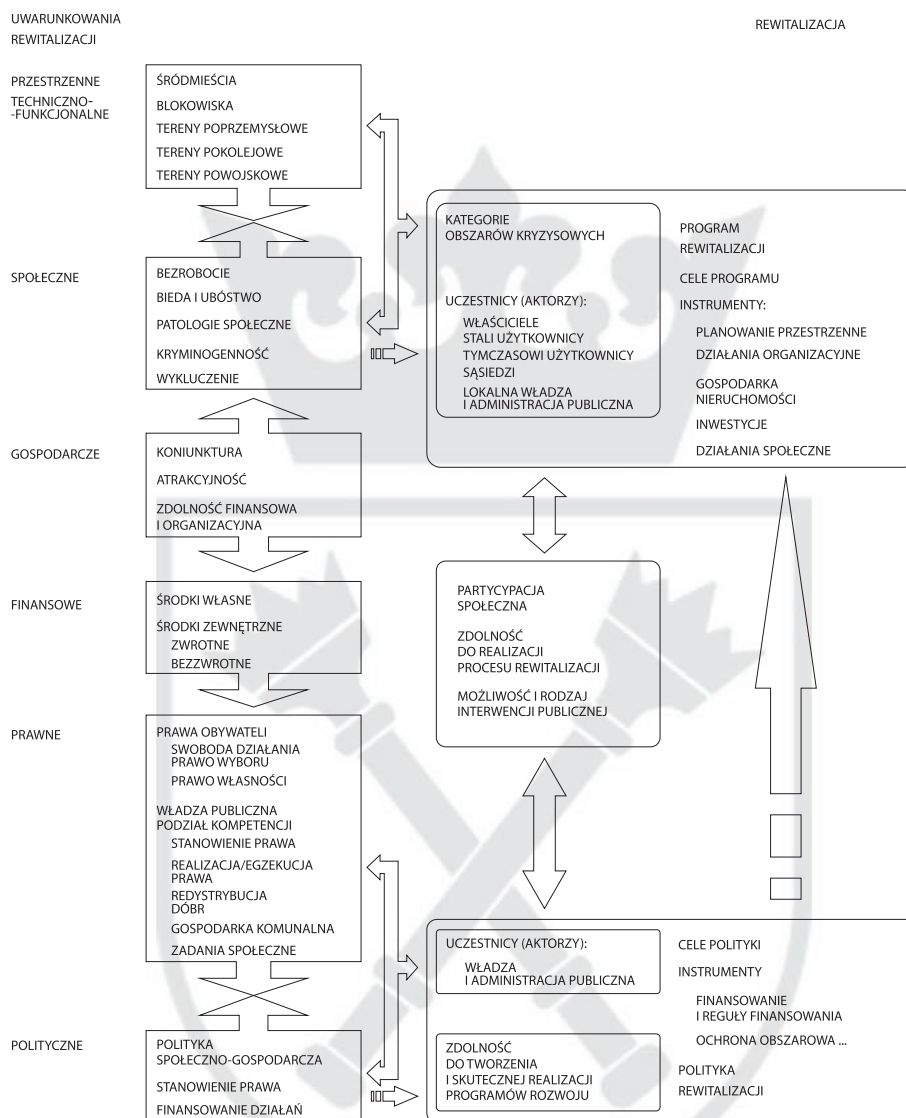 UWARUNKOWANIA
REWITALIZACJI
REWITALIZACJA
PRZESTRZENNE
TECHNICZNO-
-FUNKCJONALNE
ŚRÓDMIEŚCIA
BLOKOWISKA
TERENY POPRZEMYSŁOWE
TERENY POKOLEJOWE
TERENY POWOJSKOWE
SPOŁECZNE
BEZROBOCIE
BIEDA I UBÓSTWO
PATOLOGIE SPOŁECZNE
KRYMINOGENNOŚĆ
WYKLUCZENIE
GOSPODARCZE
KONIUNKTURA
ATRAKCYJNOŚĆ
ZDOLNOŚĆ FINANSOWA
I ORGANIZACYJNA
FINANSOWE
ŚRODKI WŁASNE
ŚRODKI ZEWNĘTRZNE
ZWROTNE
BEZZWROTNE
PRAWNE
PRAWA OBYWATELI
SWOBODA DZIAŁANIA
PRAWO WYBORU
PRAWO WŁASNOŚCI
WŁADZA PUBLICZNA
PODZIAŁ KOMPETENCJI
STANOWIENIE PRAWA
REALIZACJA/EGZEKUCJA
PRAWA
REDYSTRYBUCJA
DÓBR
GOSPODARKA KOMUNALNA
ZADANIA SPOŁECZNE
POLITYCZNE
POLITYKA
SPOŁECZNO-GOSPODARCZA
STANOWIENIE PRAWA
FINANSOWANIE DZIAŁAŃ
KATEGORIE
OBSZARÓW KRYZYSOWYCH
UCZESTNICY (AKTORZY):
WŁAŚCICIELE
STALI UŻYTKOWNICY
TYMCZASOWI UŻYTKOWNICY
SĄSIEDZI
LOKALNA WŁADZA
I ADMINISTRACJA PUBLICZNA
PROGRAM
REWITALIZACJI
CELE PROGRAMU
INSTRUMENTY:
PLANOWANIE PRZESTRZENNE
DZIAŁANIA ORGANIZACYJNE
GOSPODARKA
NIERUCHOMOŚCI
INWESTYCJE
DZIAŁANIA SPOŁECZNE
PARTYCYPACJA
SPOŁECZNA
ZDOLNOŚĆ
DO REALIZACJI
PROCESU REWITALIZACJI
MOŻLIWOŚĆ I RODZAJ
INTERWENCJI PUBLICZNEJ
UCZESTNICY (AKTORZY):
WŁADZA
I ADMINISTRACJA PUBLICZNA
ZDOLNOŚĆ
DO TWORZENIA
I SKUTECZNEJ REALIZACJI
PROGRAMÓW ROZWOJU
CELE POLITYKI
INSTRUMENTY
FINANSOWANIE
I REGUŁY FINANSOWANIA
OCHRONA OBSZAROWA ...
POLITYKA
REWITALIZACJI